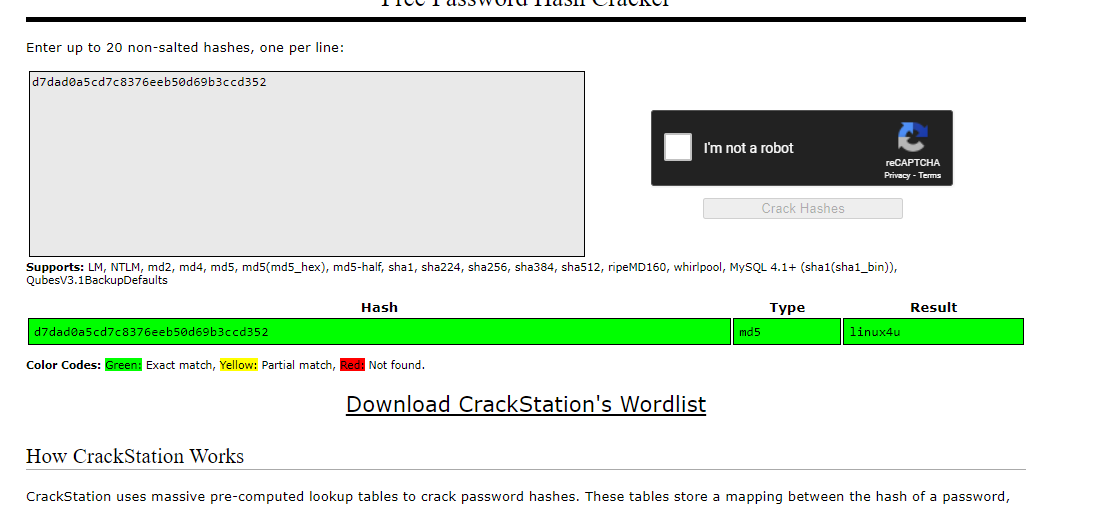 Free Password Hash Cracker
Enter up to 20 non-salted hashes, one per line:
d7dad0a5cd7c8376eeb50d69b3ccd352
I'm not a robot
reCAPTCHA
Privacy - Terms
Crack Hashes
Supports: LM, NTLM, md2, md4, md5, md5(md5_hex), md5-half, sha1, sha224, sha256, sha384, sha512, ripeMD160, whirlpool, MySQL 4.1+ (sha1(sha1_bin)),
QubesV3.1BackupDefaults
Hash Type Result
d7dad0a5cd7c8376eeb50d69b3ccd352 md5 linux4u
Color Codes: Green: Exact match, Yellow: Partial match, Red: Not found.
Download CrackStation's Wordlist
How CrackStation Works
CrackStation uses massive pre-computed lookup tables to crack password hashes. These tables store a mapping between the hash of a password,